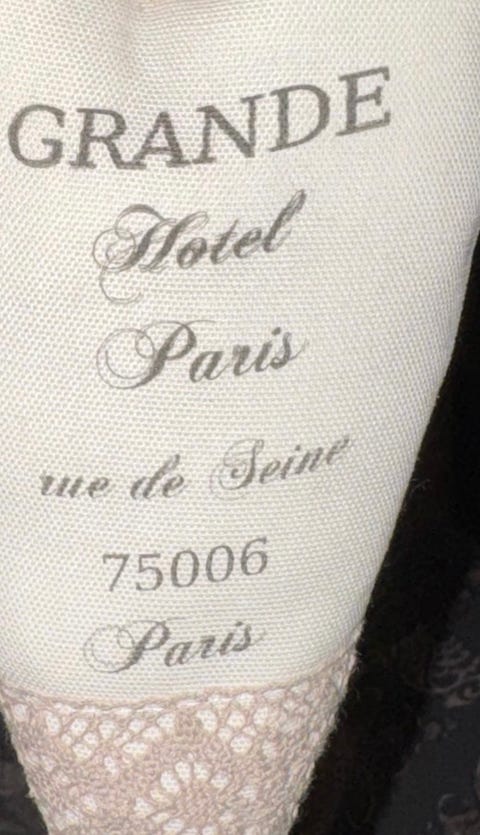 GRANDE
Hotel
Paris
rue de Seine
75006
Paris